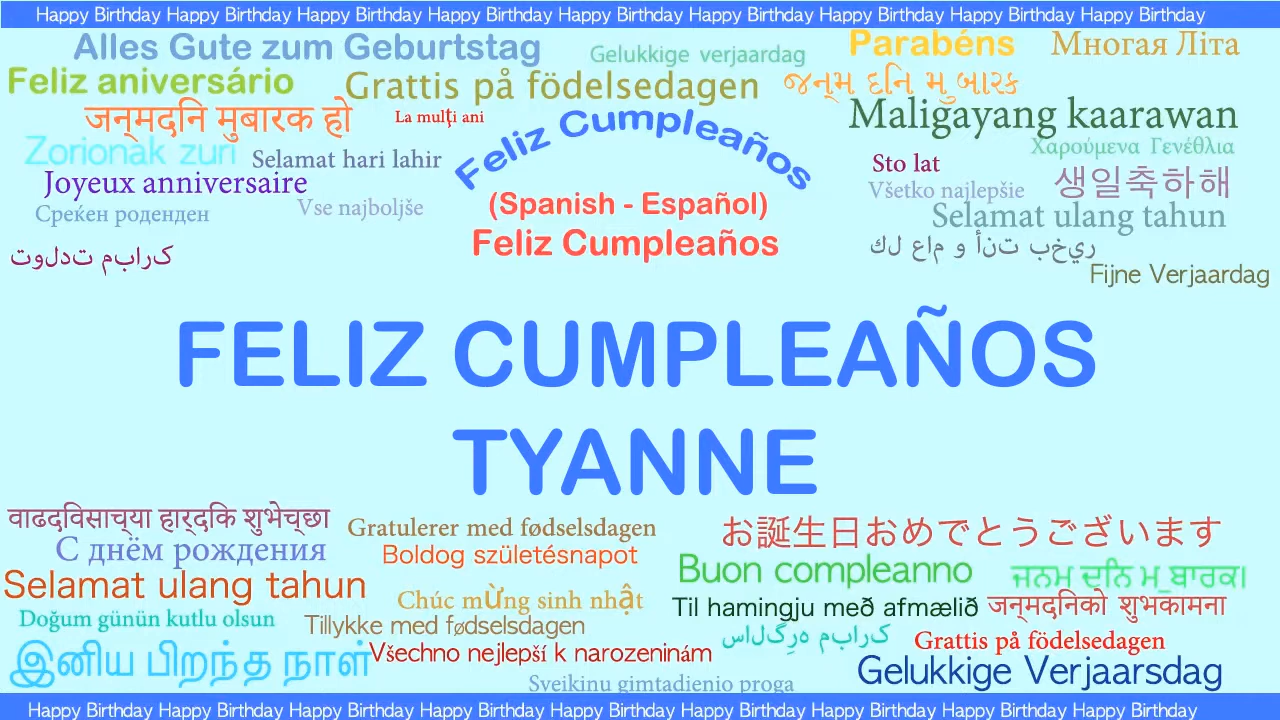 Happy Birthday Happy Birthday Happy Birthday Happy Birthday Happy Birthday Happy Birthday Happy Birthday Happy Birthday Happy Birthday
Alles Gute zum Geburtstag
Gelukkige verjaardag
Parabéns
Многая Літа
Feliz aniversário
Grattis på födelsedagen
જન્મ દિન મુબારક
जन्मदिन मुबारक हो
La mulţi ani
Feliz Cumpleaños
Maligayang kaarawan
Zorionak zuri
Selamat hari lahir
Χαρούμενα Γενέθλια
Sto lat
Joyeux anniversaire
Všetko najlepšie
생일축하해
Среќен роденден
Vse najboljše
(Spanish - Español)
Selamat ulang tahun
Feliz Cumpleaños
تولدت مبارک
كل عام و أنت بخير
Fijne Verjaardag
FELIZ CUMPLEAÑOS
TYANNE
वाढदिवसाच्या हार्दिक शुभेच्छा
Gratulerer med fødselsdagen
お誕生日おめでとうございます
С днём рождения
Boldog születésnapot
Buon compleanno
ਜਨਮ ਦਿਨ ਮੁਬਾਰਕ।
Selamat ulang tahun
Chúc mừng sinh nhật
Til hamingju með afmælið
जन्मदिनको शुभकामना
Doğum günün kutlu olsun
Tillykke med fødselsdagen
سالگرِه مبارک
Grattis på födelsedagen
இனிய பிறந்த நாள்
Všechno nejlepší k narozeninám
Gelukkige Verjaarsdag
Sveikinu gimtadienio proga
Happy Birthday Happy Birthday Happy Birthday Happy Birthday Happy Birthday Happy Birthday Happy Birthday Happy Birthday Happy Birthday